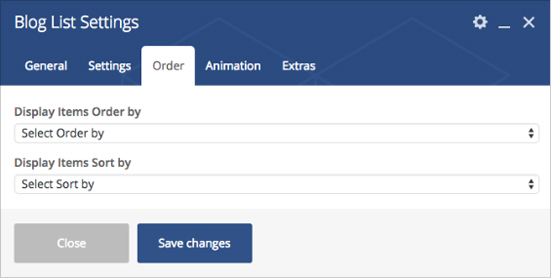 Blog List Settings
General Settings Order Animation Extras
Display Items Order by
Select Order by
Display Items Sort by
Select Sort by
Close Save changes